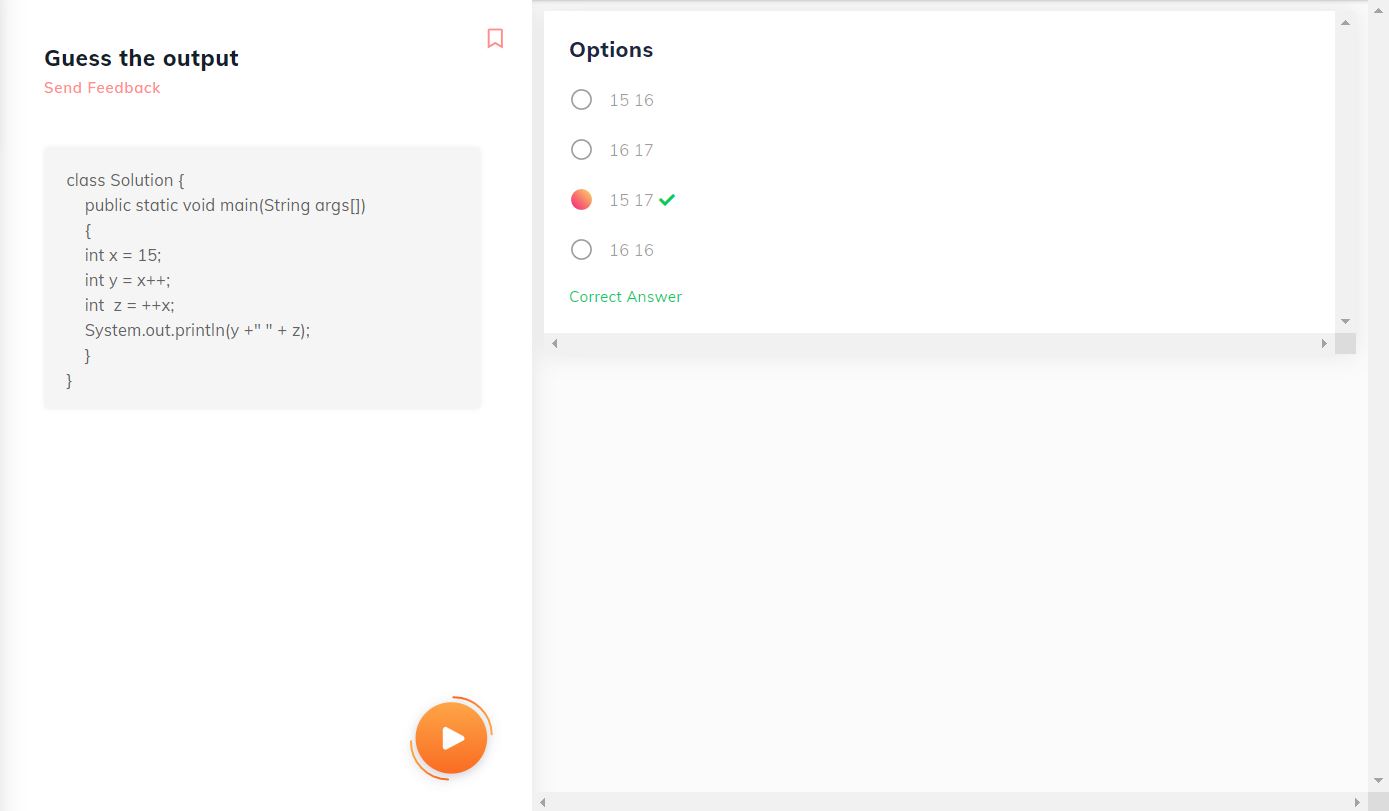 Guess the output
Send Feedback
class Solution {
    public static void main(String args[])
    {
    int x = 15;
    int y = x++;
    int  z = ++x;
    System.out.println(y +" " + z);
    }
}
Options
15 16
16 17
15 17
16 16
Correct Answer